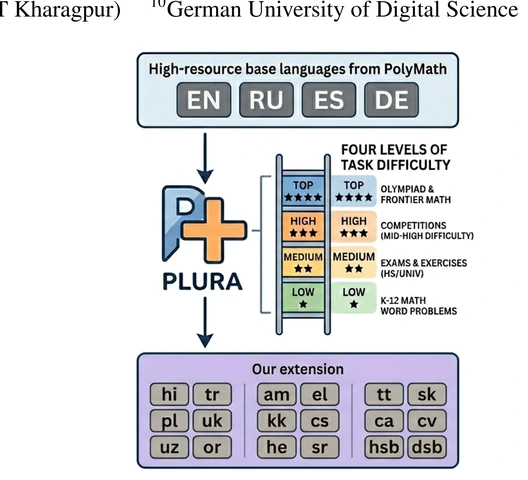 T Kharagpur) 10German University of Digital Science
High-resource base languages from PolyMath
EN RU ES DE
FOUR LEVELS OF
TASK DIFFICULTY
TOP
★★★★
TOP
★★★★
OLYMPIAD &
FRONTIER MATH
HIGH
★★★
HIGH
★★★
COMPETITIONS
(MID-HIGH DIFFICULTY)
MEDIUM
★★
MEDIUM
★★
EXAMS & EXERCISES
(HS/UNIV)
LOW
★
LOW
★
K-12 MATH
WORD PROBLEMS
P+
PLURA
Our extension
hi tr am el tt sk
pl uk kk cs ca cv
uz or he sr hsb dsb